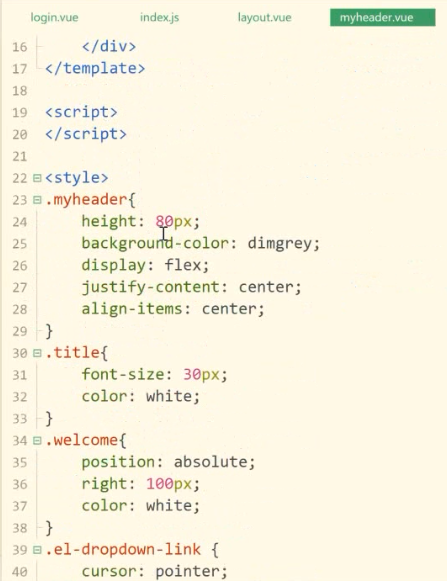 login.vue index.js layout.vue myheader.vue
16 </div>
17 </template>
18
19 <script>
20 </script>
21
22 <style>
23 .myheader{
24 height: 80px;
25 background-color: dimgrey;
26 display: flex;
27 justify-content: center;
28 align-items: center;
29 }
30 .title{
31 font-size: 30px;
32 color: white;
33 }
34 .welcome{
35 position: absolute;
36 right: 100px;
37 color: white;
38 }
39 .el-dropdown-link {
40 cursor: pointer;